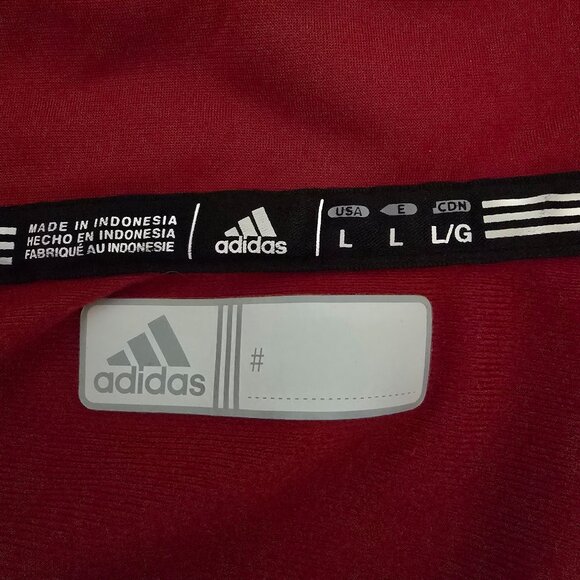 MADE IN INDONESIA
HECHO EN INDONESIA
FABRIQUÉ AU INDONESIE
adidas
USA
L
E
L
CDN
L/G
adidas
#